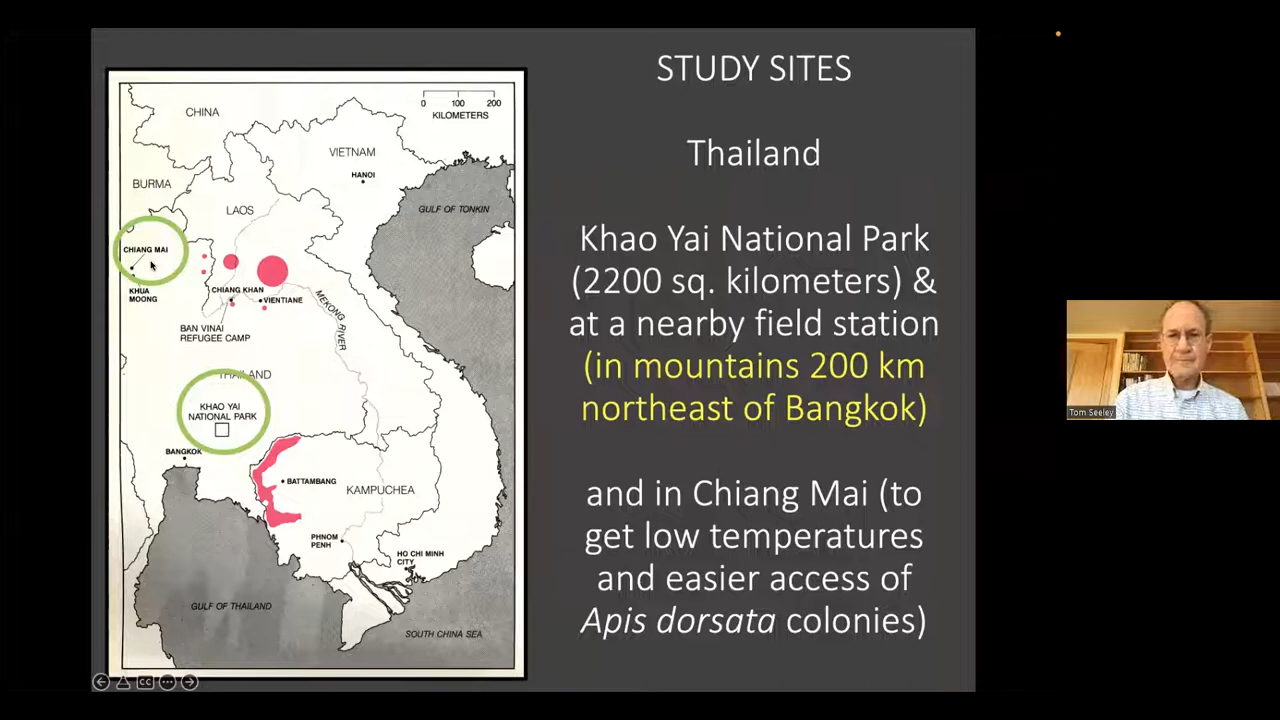 STUDY SITES
Thailand
Khao Yai National Park
(2200 sq. kilometers) &
at a nearby field station
(in mountains 200 km
northeast of Bangkok)
and in Chiang Mai (to
get low temperatures
and easier access of
Apis dorsata colonies)
0 100 200
KILOMETERS
CHINA
VIETNAM
HANOI
BURMA
LAOS
GULF OF TONKIN
CHIANG MAI
KHUA
MOONG
CHIANG KHAN
VIENTIANE
MEKONG RIVER
BAN VINAI
REFUGEE CAMP
THAILAND
KHAO YAI
NATIONAL PARK
BANGKOK
BATTAMBANG
KAMPUCHEA
PHNOM
PENH
HO CHI MINH
CITY
GULF OF THAILAND
SOUTH CHINA SEA
CC
Tom Seeley